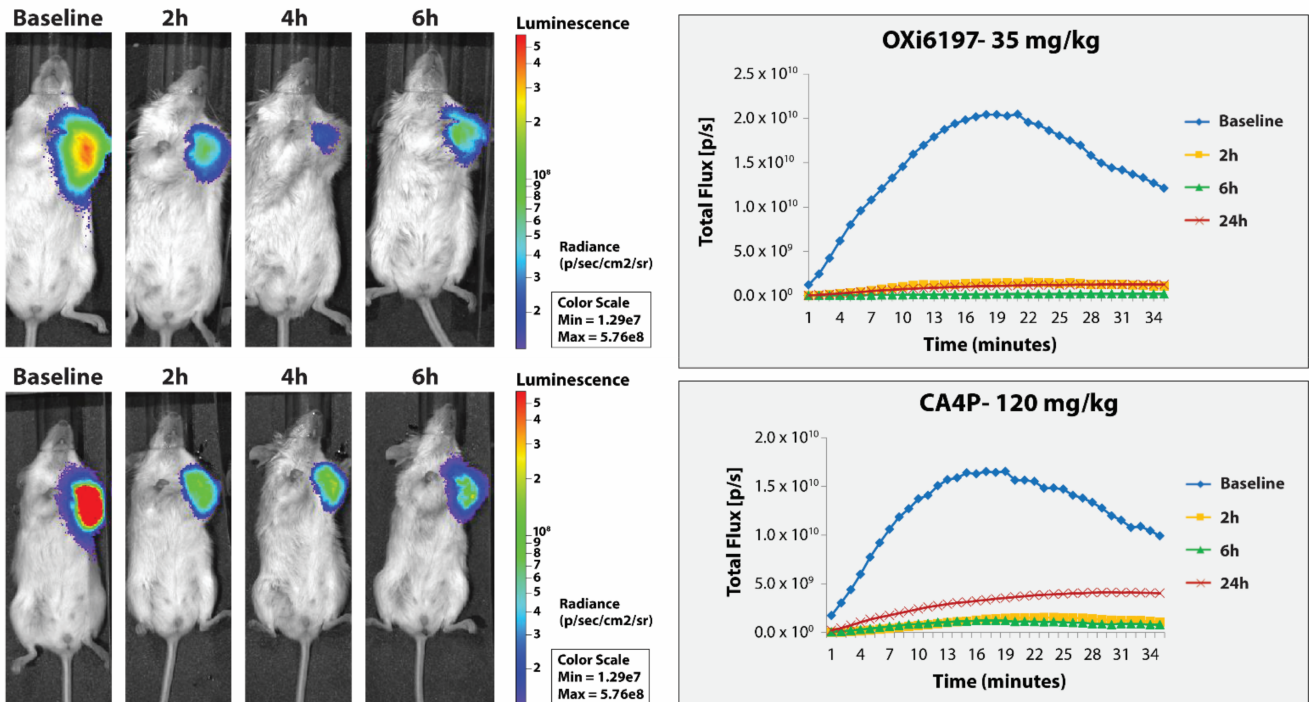 Baseline 2h 4h 6h
Luminescence
5
4
3
2
10⁸
9
8
7
6
5
4
3
2
Radiance
(p/sec/cm2/sr)
Color Scale
Min = 1.29e7
Max = 5.76e8
OXi6197- 35 mg/kg
Total Flux [p/s]
2.5 x 10¹⁰
2.0 x 10¹⁰
1.5 x 10¹⁰
1.0 x 10¹⁰
5.0 x 10⁹
0.0 x 10⁰
1 4 7 10 13 16 19 22 25 28 31 34
Time (minutes)
Baseline
2h
6h
24h
Baseline 2h 4h 6h
Luminescence
5
4
3
2
10⁸
9
8
7
6
5
4
3
2
Radiance
(p/sec/cm2/sr)
Color Scale
Min = 1.29e7
Max = 5.76e8
CA4P- 120 mg/kg
Total Flux [p/s]
2.0 x 10¹⁰
1.5 x 10¹⁰
1.0 x 10¹⁰
5.0 x 10⁹
0.0 x 10⁰
1 4 7 10 13 16 19 22 25 28 31 34
Time (minutes)
Baseline
2h
6h
24h